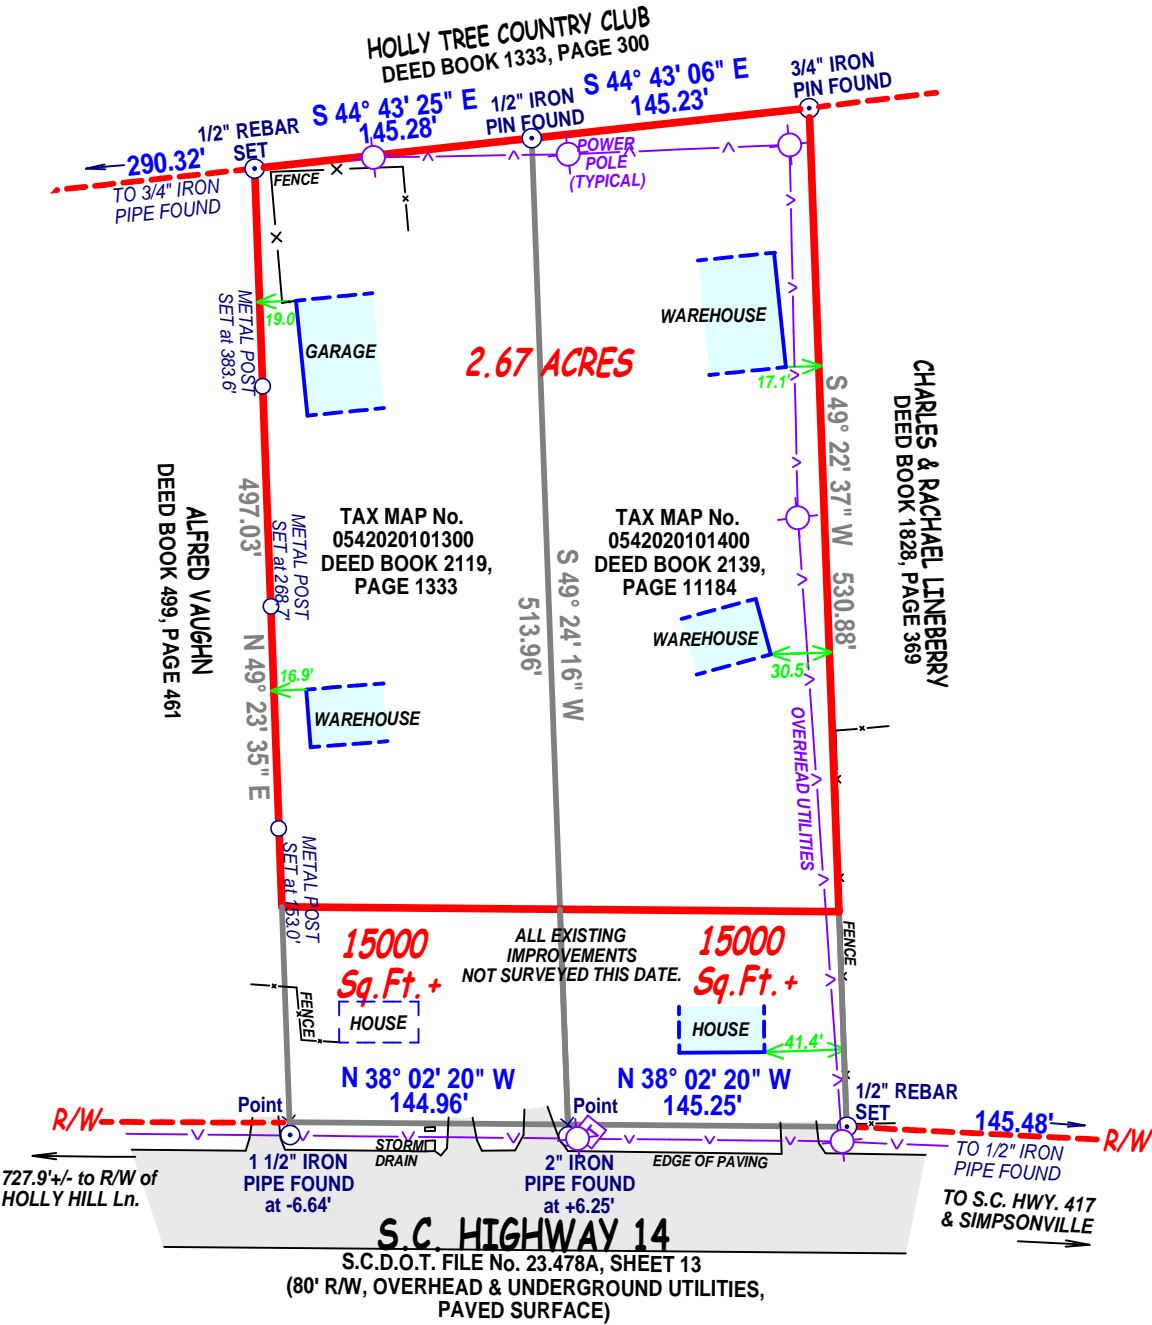 HOLLY TREE COUNTRY CLUB
DEED BOOK 1333, PAGE 300
S 44° 43' 25" E
145.28'
1/2" IRON
PIN FOUND
S 44° 43' 06" E
145.23'
3/4" IRON
PIN FOUND
1/2" REBAR
SET
290.32'
TO 3/4" IRON
PIPE FOUND
FENCE
POWER
POLE
(TYPICAL)
METAL POST
SET at 383.6'
19.0
GARAGE
2.67 ACRES
WAREHOUSE
17.1'
S 49° 22' 37" W 530.88'
CHARLES & RACHAEL LINEBERRY
DEED BOOK 1828, PAGE 369
ALFRED VAUGHN
DEED BOOK 499, PAGE 461
497.03' N 49° 23' 35" E
METAL POST
SET at 268.7'
TAX MAP No.
0542020101300
DEED BOOK 2119,
PAGE 1333
S 49° 24' 16" W
513.96'
TAX MAP No.
0542020101400
DEED BOOK 2139,
PAGE 11184
WAREHOUSE
30.5
16.9'
WAREHOUSE
OVERHEAD UTILITIES
METAL POST
SET at 153.0'
15000
Sq.Ft.+
ALL EXISTING
IMPROVEMENTS
NOT SURVEYED THIS DATE.
15000
Sq.Ft.+
FENCE
FENCE
HOUSE
HOUSE
41.4'
N 38° 02' 20" W
144.96'
N 38° 02' 20" W
145.25'
1/2" REBAR
SET
R/W
Point
Point
T
145.48'
R/W
STORM
DRAIN
EDGE OF PAVING
TO 1/2" IRON
PIPE FOUND
727.9'+/- to R/W of
HOLLY HILL Ln.
1 1/2" IRON
PIPE FOUND
at -6.64'
2" IRON
PIPE FOUND
at +6.25'
TO S.C. HWY. 417
& SIMPSONVILLE
S.C. HIGHWAY 14
S.C.D.O.T. FILE No. 23.478A, SHEET 13
(80' R/W, OVERHEAD & UNDERGROUND UTILITIES,
PAVED SURFACE)